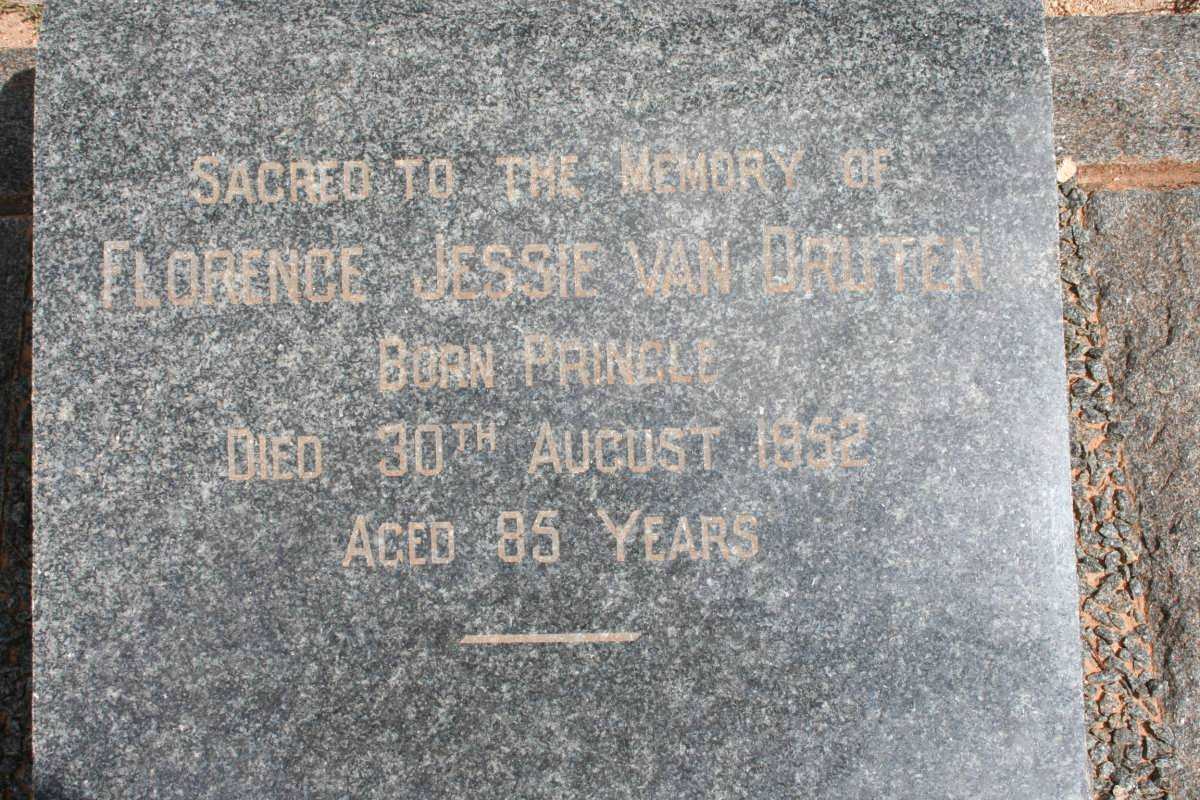 SACRED TO THE MEMORY OF
FLORENCE JESSIE VAN DRUTEN
BORN PRINGLE
DIED 30TH AUGUST 1952
AGED 85 YEARS